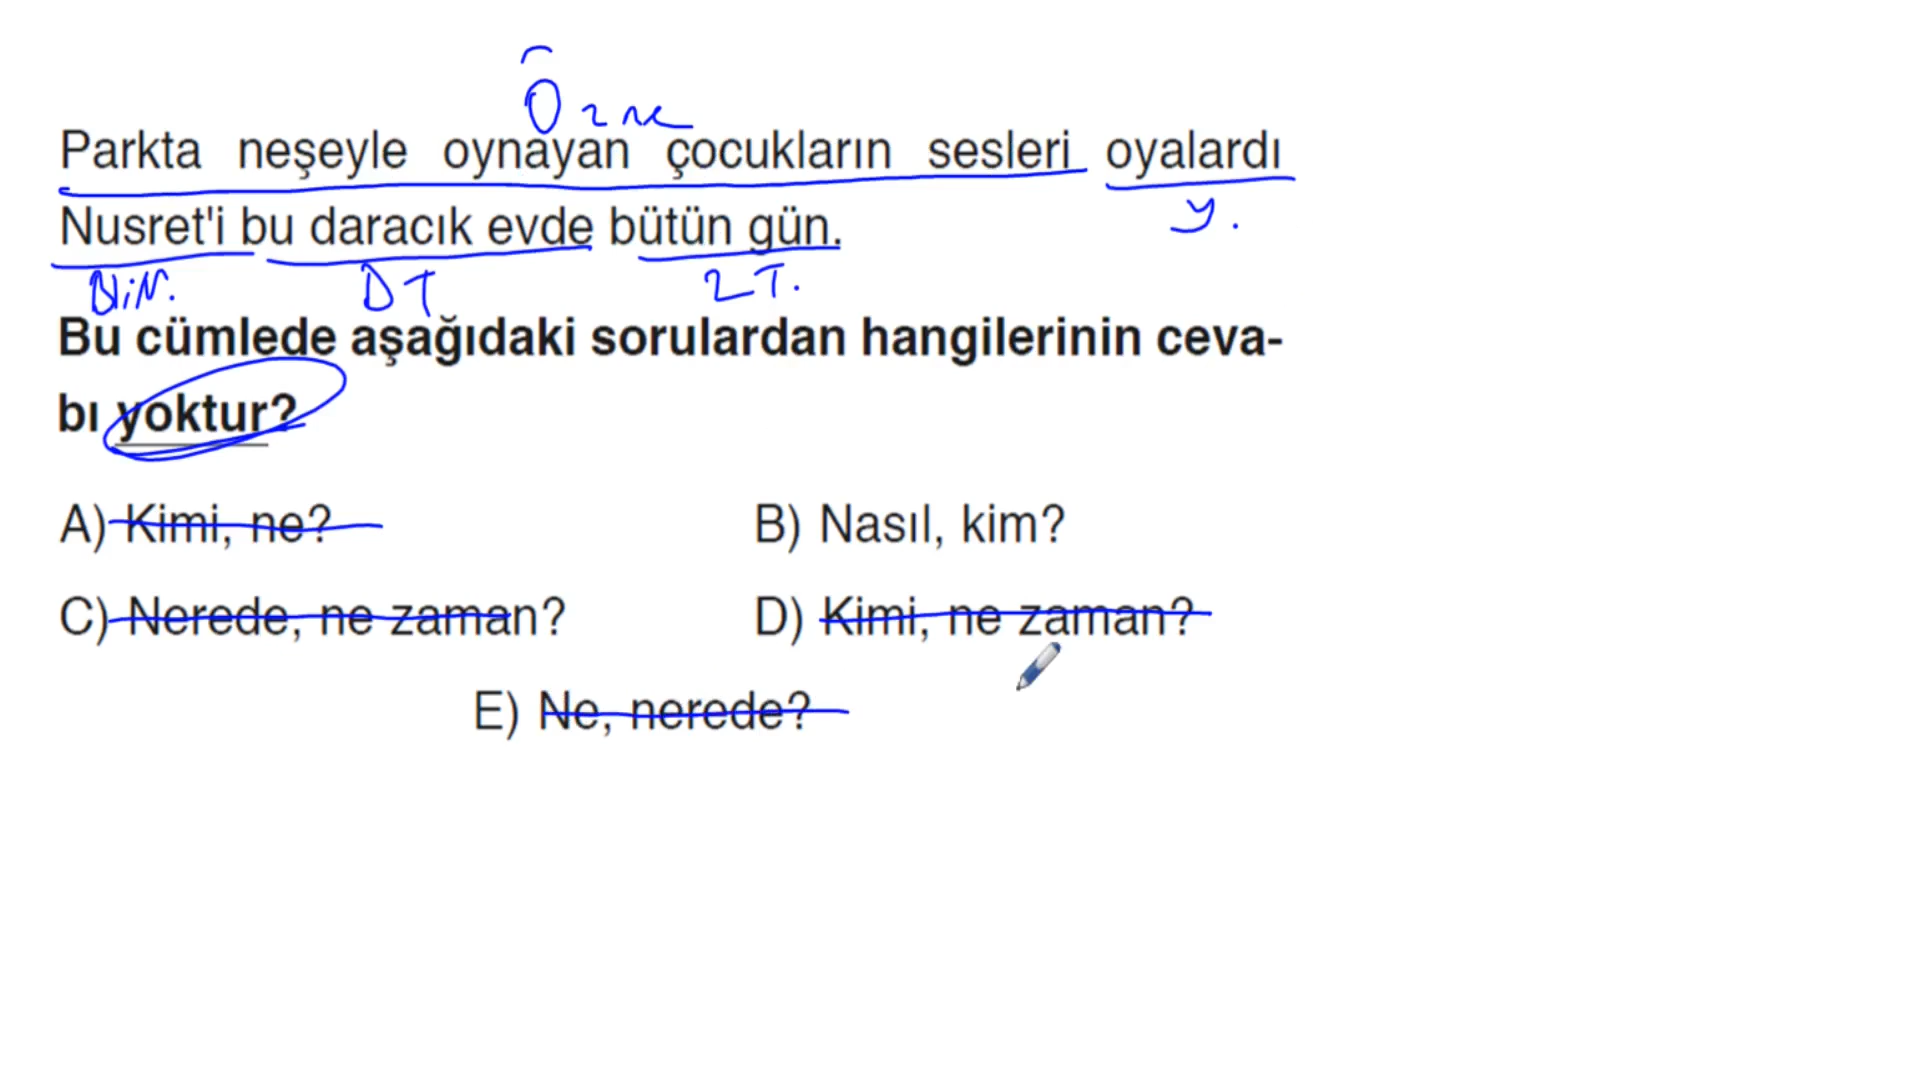 Özne
Parkta neşeyle oynayan çocukların sesleri oyalardı
y.
Nusret'i bu daracık evde bütün gün.
DT ZT.
Bu cümlede aşağıdaki sorulardan hangilerinin ceva-
bı yoktur?
A) Kimi, ne? B) Nasıl, kim?
C) Nerede, ne zaman? D) Kimi, ne zaman?
E) Ne, nerede?